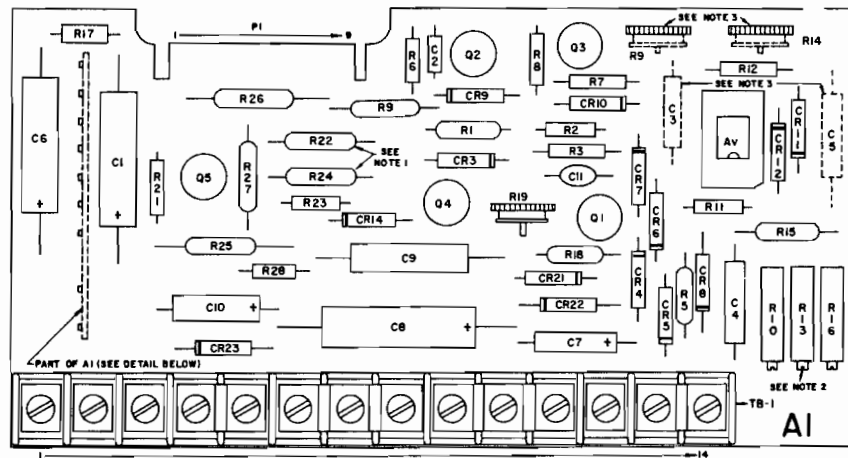 R17
1 P1 9
R6
C2
Q2
R8
Q3
SEE NOTE 3
R9
R14
R12
R7
CR9
CR10
SEE NOTE 3
C6
C1
R26
R9
C3
Av
CR12
CR11
C5
R22
SEE
NOTE 1
R1
R2
R3
CR3
C11
CR7
R21
Q5
R27
R24
R23
CR14
Q4
R19
Q1
CR6
R11
R25
R28
C9
R18
CR21
CR4
R15
CR5
R5
CR8
C4
R10
R13
R16
C10
C8
CR22
C7
CR23
PART OF A1 (SEE DETAIL BELOW)
SEE NOTE 2
TB-1
A1
1 14